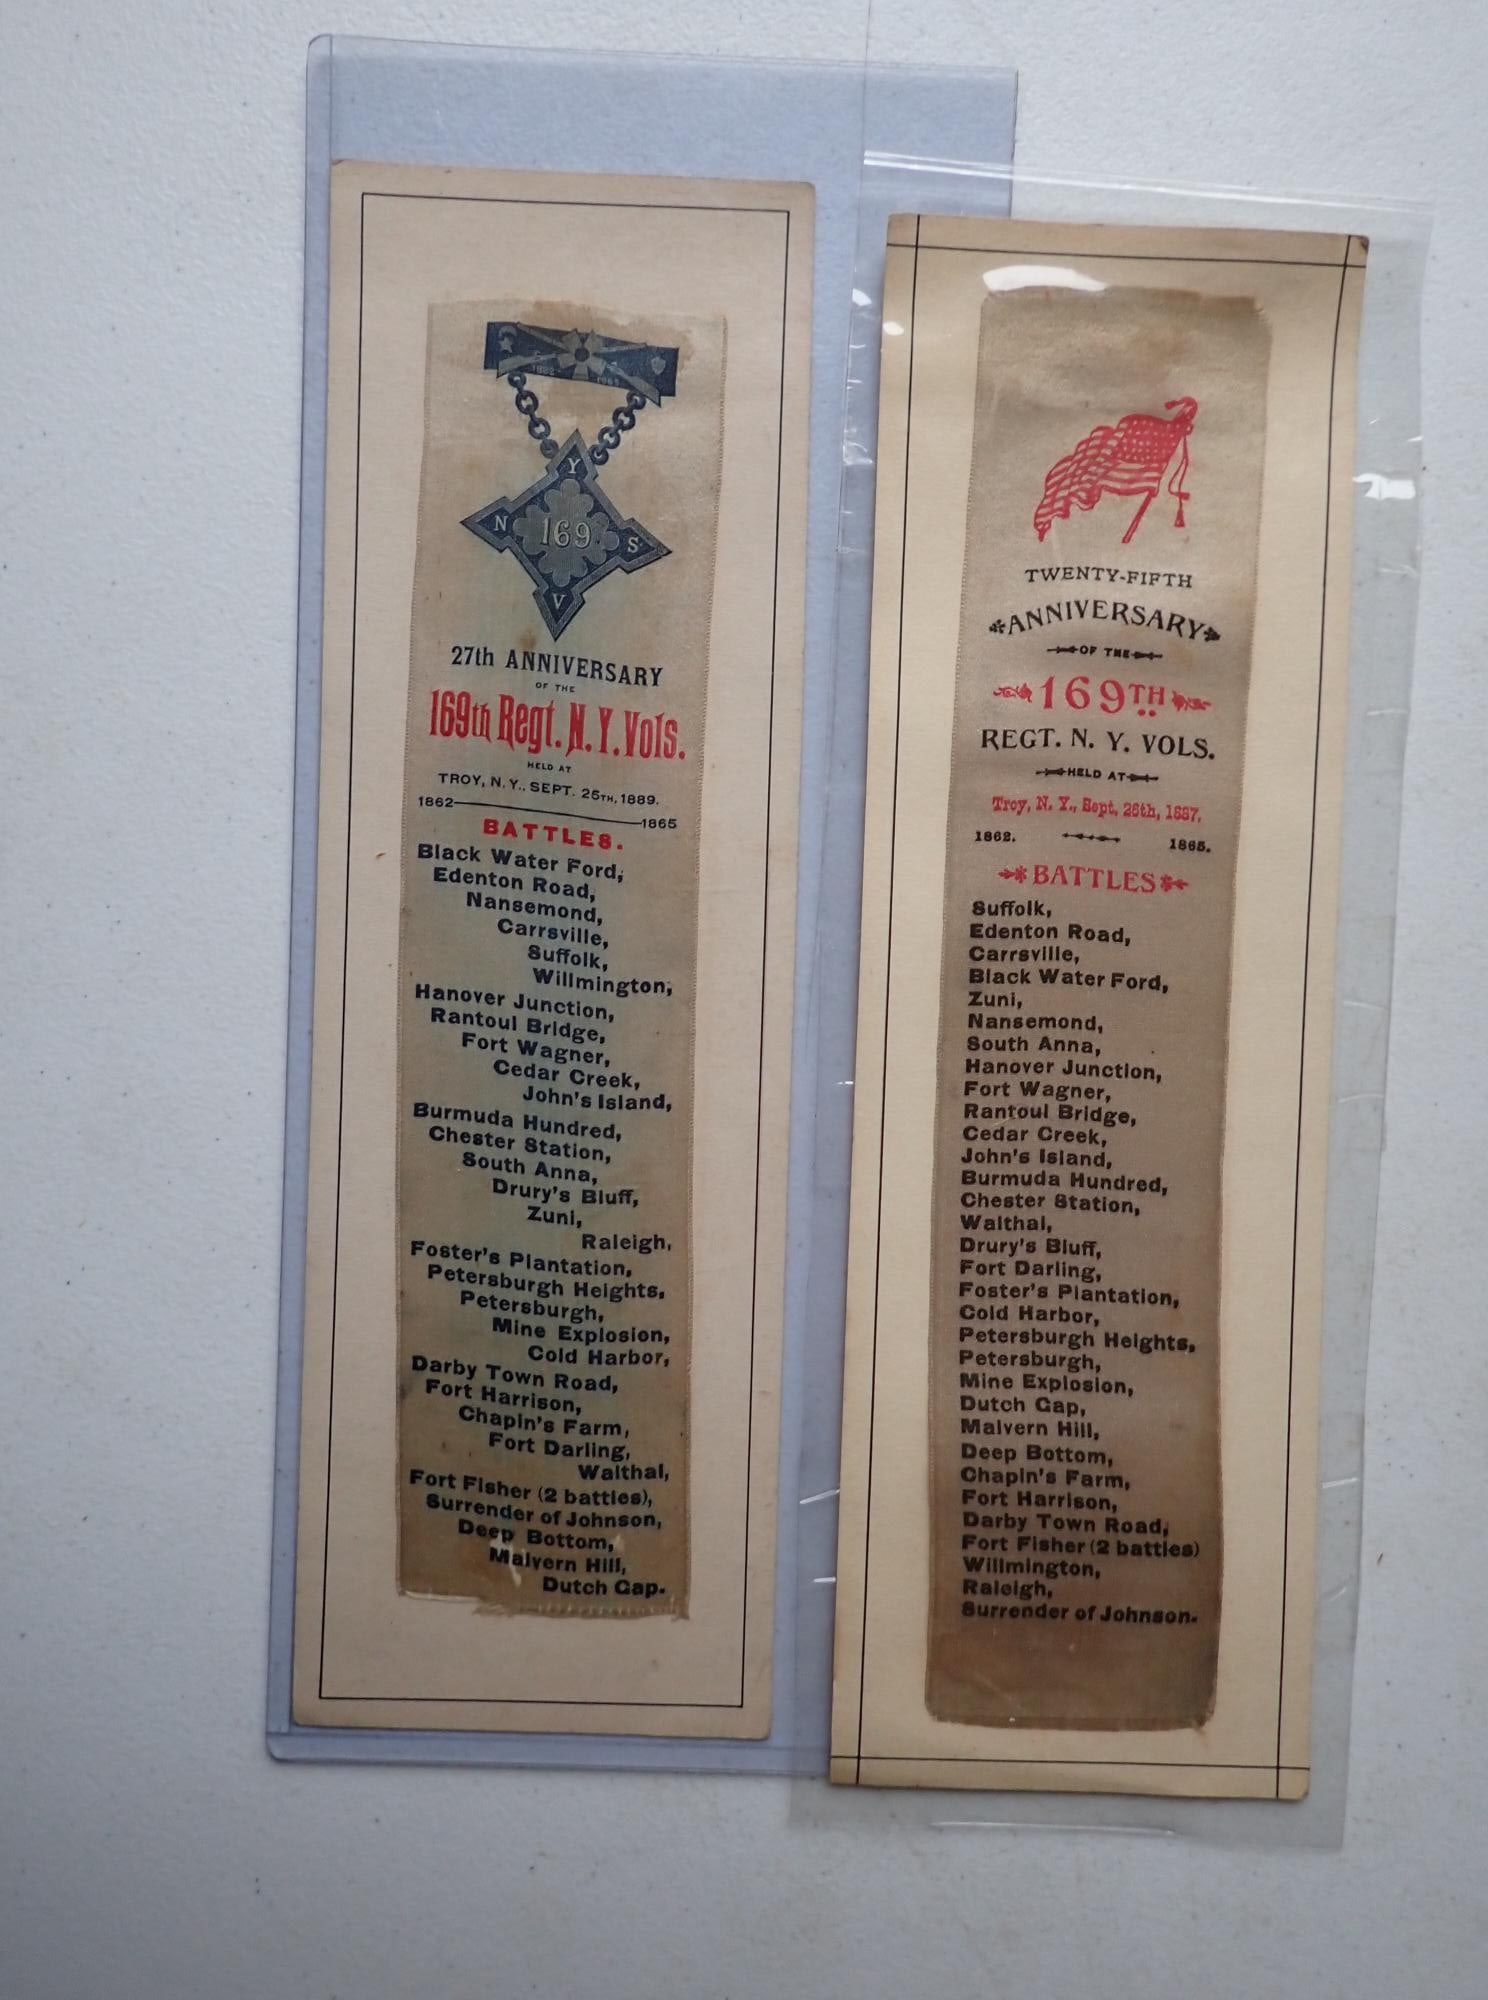 1862 1865
Y
N 169 S
V
27th ANNIVERSARY
OF THE
169th Regt. N. Y. Vols.
HELD AT
TROY, N. Y., SEPT. 25TH, 1889.
1862 1865
BATTLES.
Black Water Ford,
Edenton Road,
Nansemond,
Carrsville,
Suffolk,
Willmington,
Hanover Junction,
Rantoul Bridge,
Fort Wagner,
Cedar Creek,
John's Island,
Burmuda Hundred,
Chester Station,
South Anna,
Drury's Bluff,
Zuni,
Raleigh,
Foster's Plantation,
Petersburgh Heights,
Petersburgh,
Mine Explosion,
Cold Harbor,
Darby Town Road,
Fort Harrison,
Chapin's Farm,
Fort Darling,
Walthal,
Fort Fisher (2 battles),
Surrender of Johnson,
Deep Bottom,
Malvern Hill,
Dutch Gap.
TWENTY-FIFTH
ANNIVERSARY
OF THE
169TH
REGT. N. Y. VOLS.
HELD AT
Troy, N. Y., Sept. 26th, 1887.
1862. 1865.
BATTLES
Suffolk,
Edenton Road,
Carrsville,
Black Water Ford,
Zuni,
Nansemond,
South Anna,
Hanover Junction,
Fort Wagner,
Rantoul Bridge,
Cedar Creek,
John's Island,
Burmuda Hundred,
Chester Station,
Walthal,
Drury's Bluff,
Fort Darling,
Foster's Plantation,
Cold Harbor,
Petersburgh Heights,
Petersburgh,
Mine Explosion,
Dutch Gap,
Malvern Hill,
Deep Bottom,
Chapin's Farm,
Fort Harrison,
Darby Town Road,
Fort Fisher (2 battles)
Willmington,
Raleigh,
Surrender of Johnson.